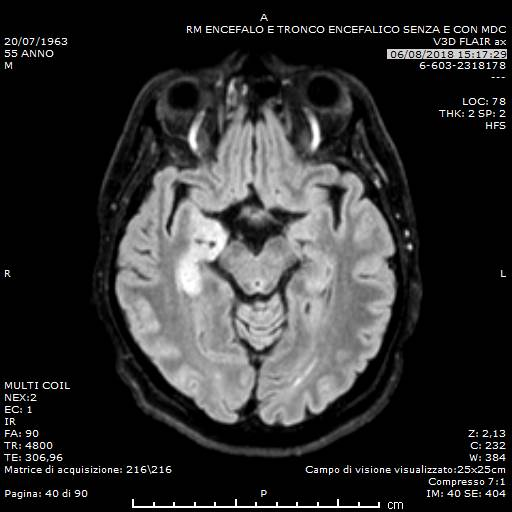 A
RM ENCEFALO E TRONCO ENCEFALICO SENZA E CON MDC
20/07/1963
V3D FLAIR ax
55 ANNO
06/08/2018 15:17:29
M
6-603-2318178
---
LOC: 78
THK: 2 SP: 2
HFS
R
L
MULTI COIL
NEX:2
EC: 1
IR
FA: 90
Z: 2,13
TR: 4800
C: 232
TE: 306,96
W: 384
Matrice di acquisizione: 216\216
Campo di visione visualizzato:25x25cm
Compresso 7:1
Pagina: 40 di 90
P
IM: 40 SE: 404
cm